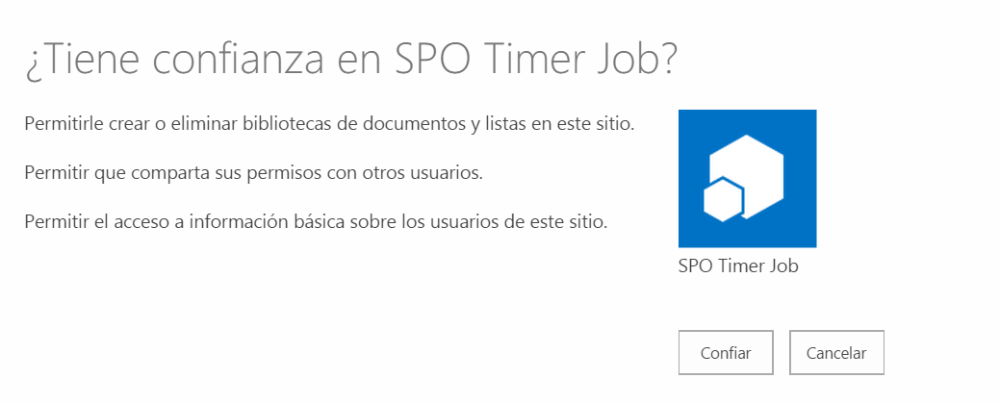 ¿Tiene confianza en SPO Timer Job?
Permitirle crear o eliminar bibliotecas de documentos y listas en este sitio.
Permitir que comparta sus permisos con otros usuarios.
Permitir el acceso a información básica sobre los usuarios de este sitio.
SPO Timer Job
Confiar
Cancelar